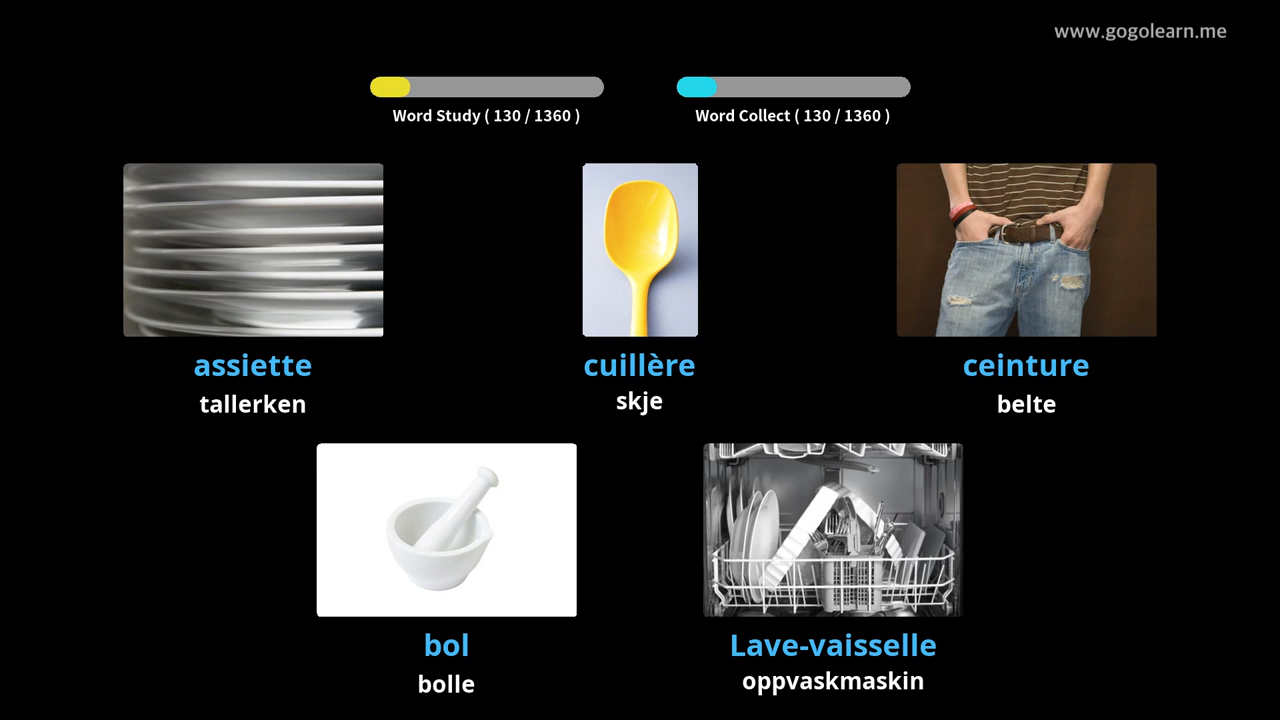 www.gogolearn.me
Word Study ( 130 / 1360 )
Word Collect ( 130 / 1360 )
assiette
tallerken
cuillère
skje
ceinture
belte
bol
bolle
Lave-vaisselle
oppvaskmaskin